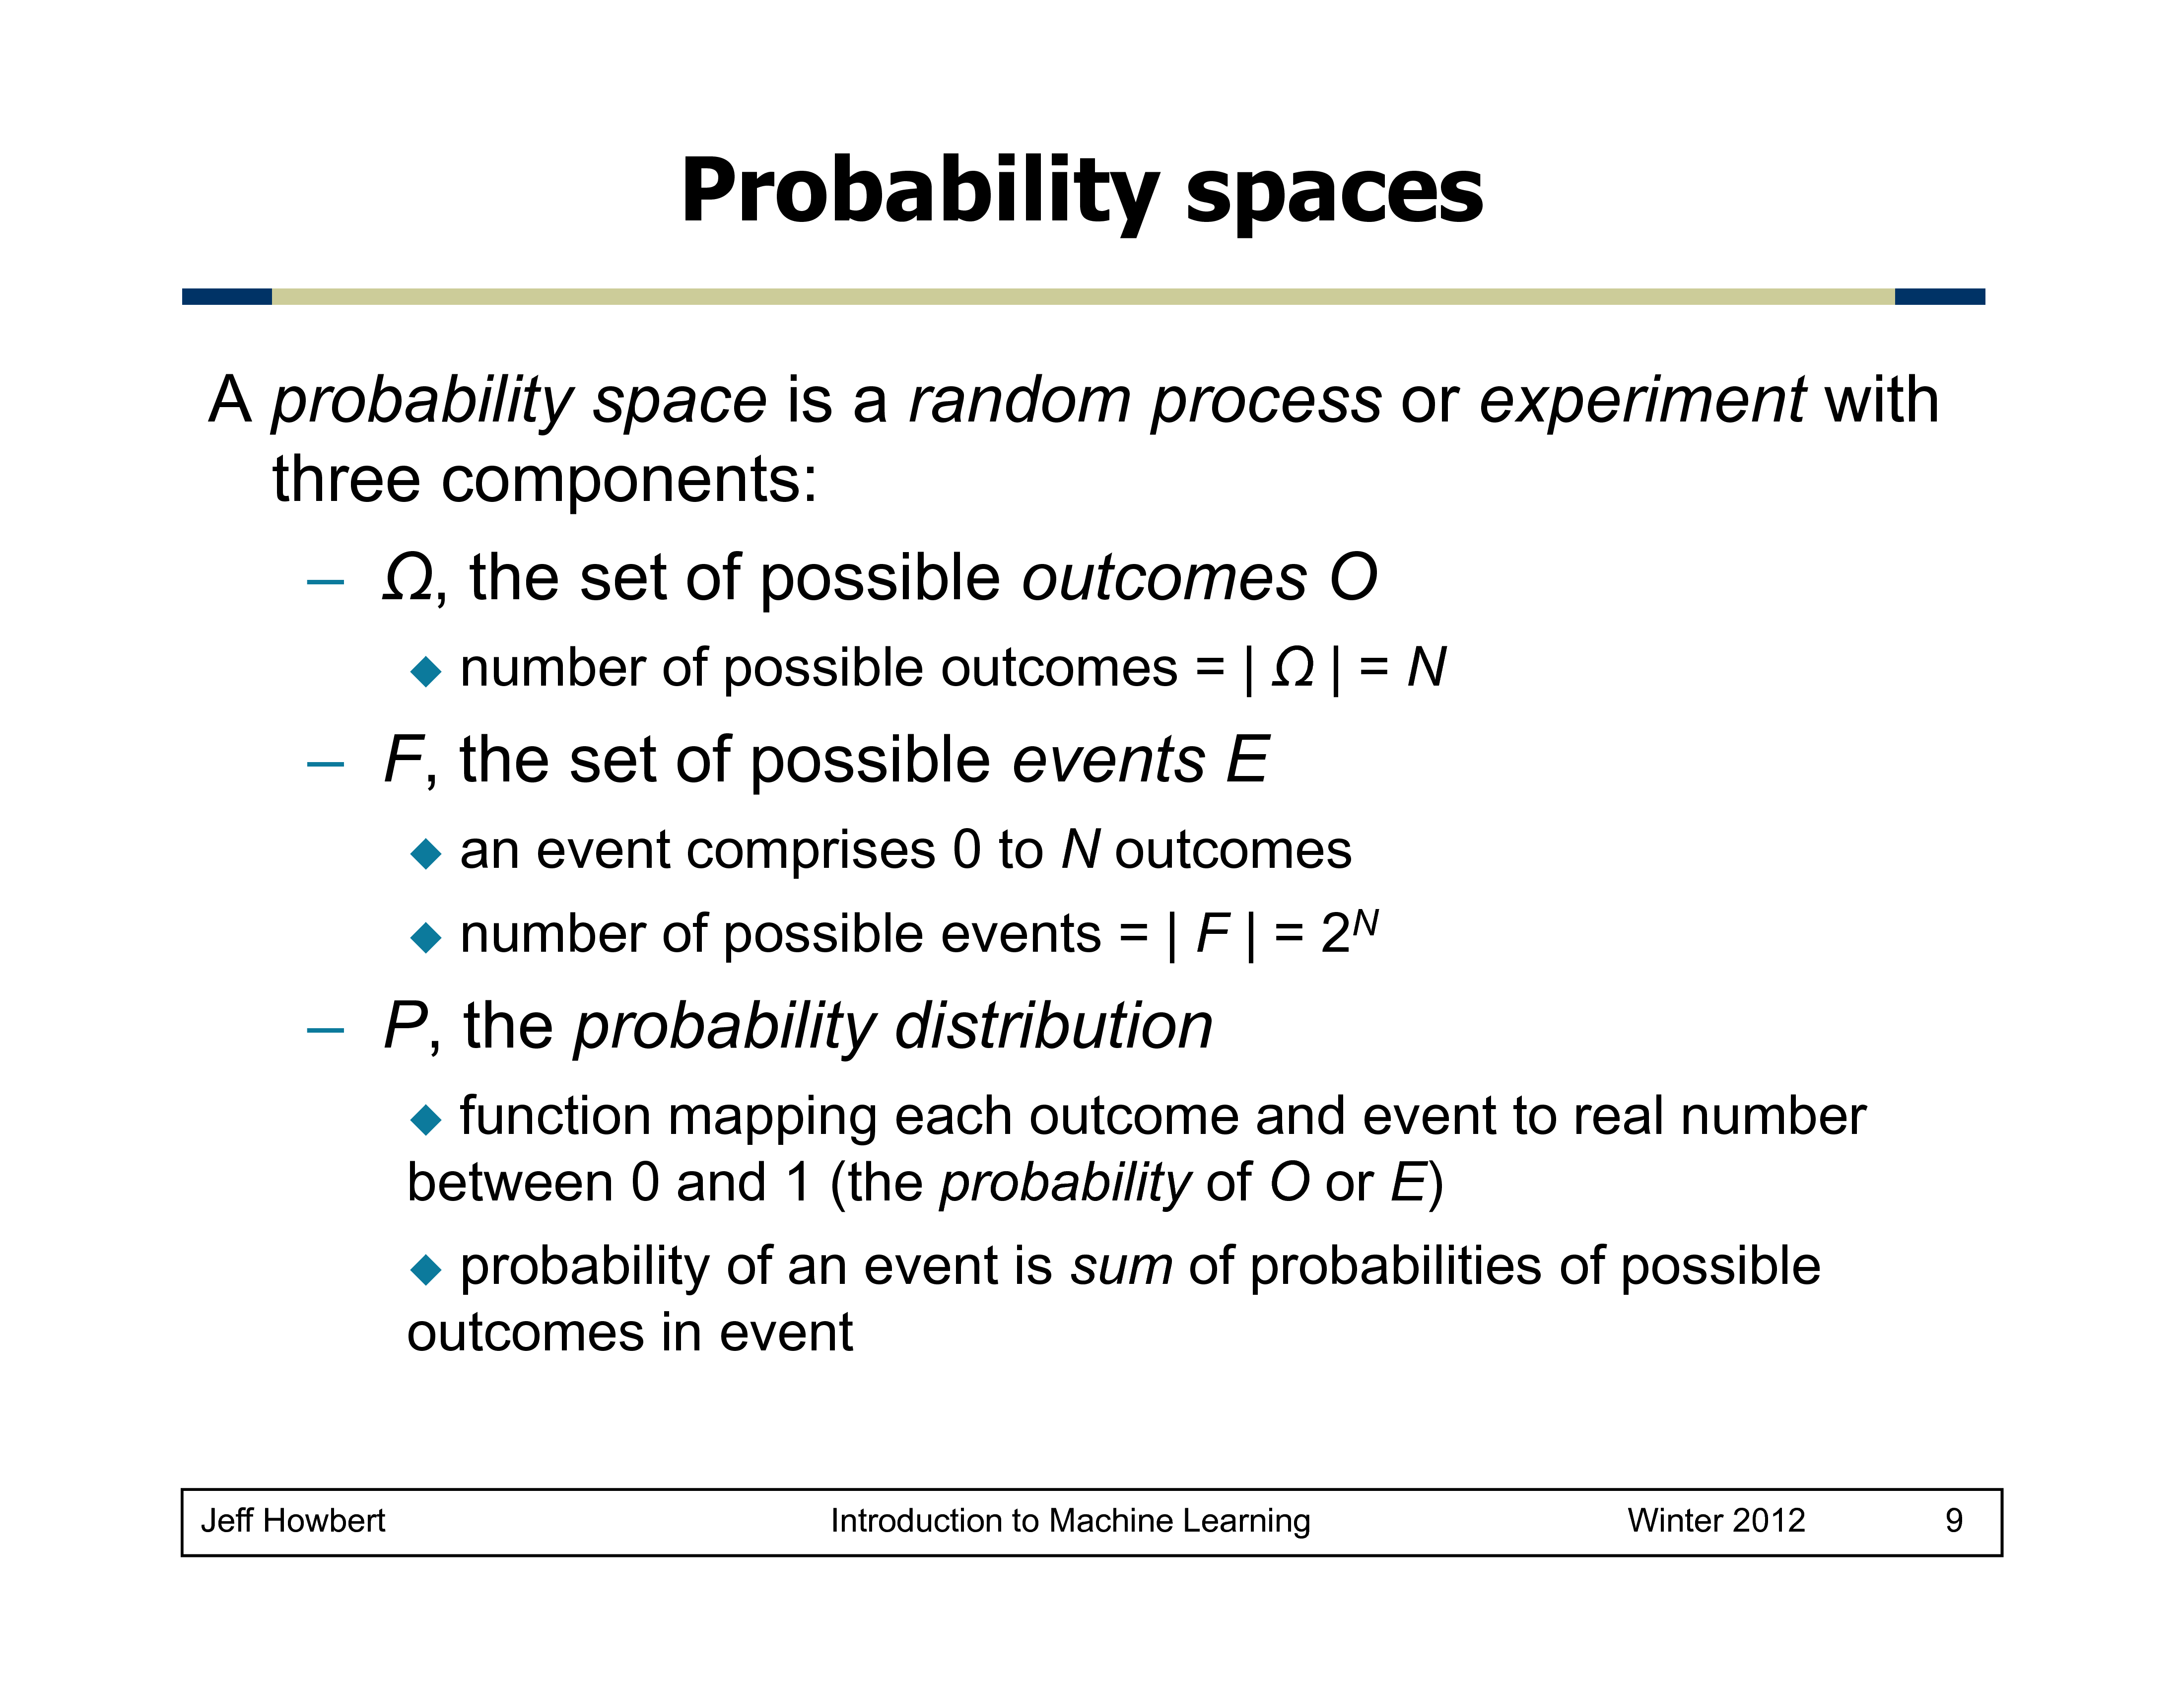 Probability spaces
A probability space is a random process or experiment with
three components:
– Ω, the set of possible outcomes O
◆ number of possible outcomes = | Ω | = N
– F, the set of possible events E
◆ an event comprises 0 to N outcomes
◆ number of possible events = | F | = 2^N
– P, the probability distribution
◆ function mapping each outcome and event to real number
between 0 and 1 (the probability of O or E)
◆ probability of an event is sum of probabilities of possible
outcomes in event
Jeff Howbert Introduction to Machine Learning Winter 2012 9